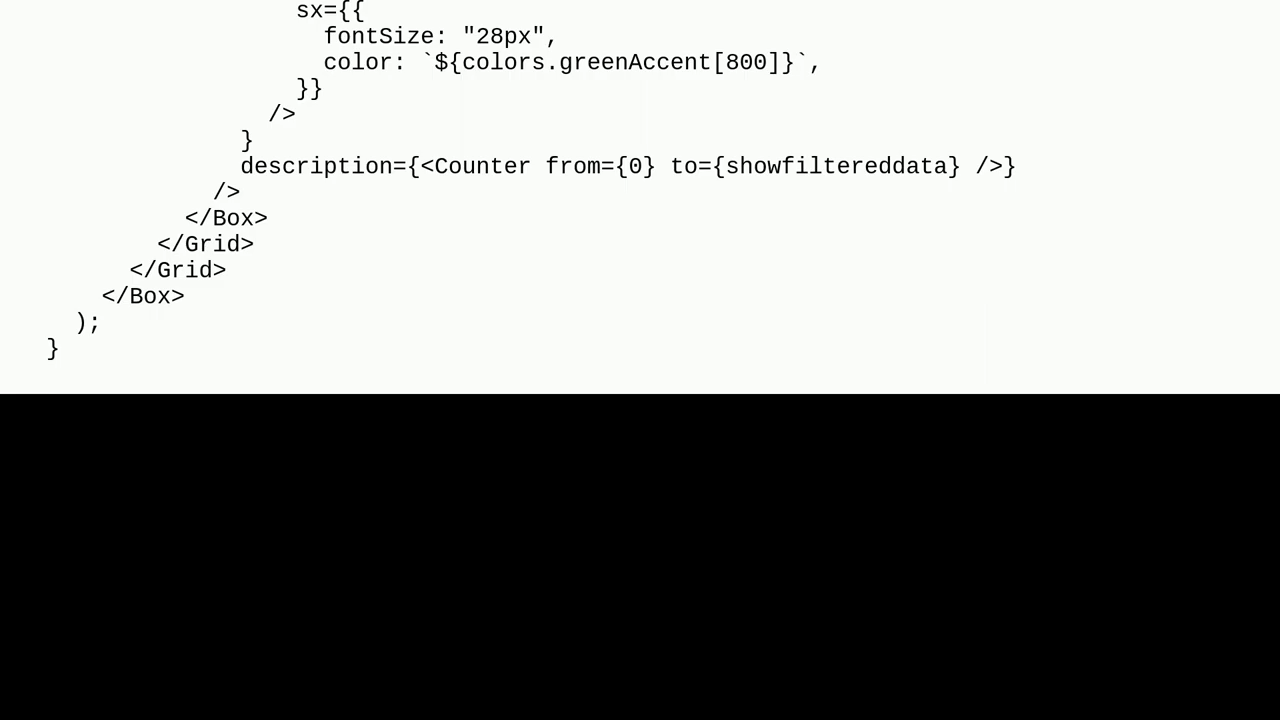 sx={{
fontSize: "28px",
color: `${colors.greenAccent[800]}`,
}}
/>
}
description={<Counter from={0} to={showfiltereddata} />}
/>
</Box>
</Grid>
</Grid>
</Box>
);
}